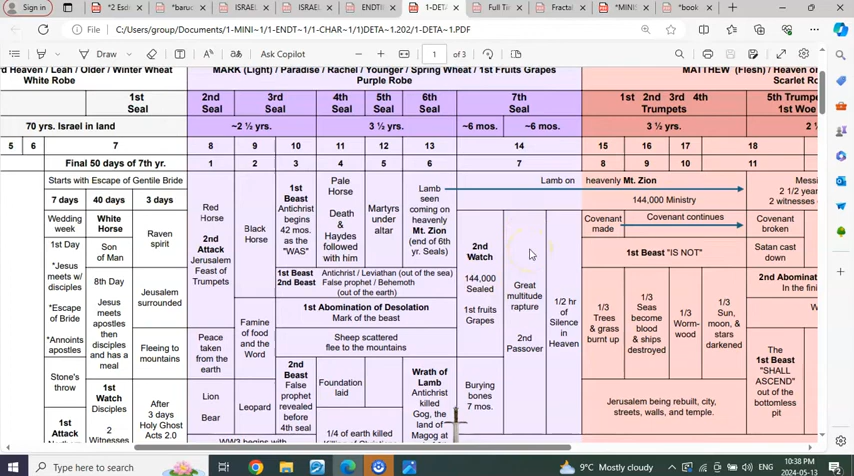 Sign in
*2 Esd
*baruc
ISRAEL
ISRAEL
ENDTIN
1-DETA
Full Tim
Fractal
*MINIS
*book
File
C:/Users/group/Documents/1-MINI~1/1-ENDT~1/1-CHAR~1/1)DETA~1.202/1-DETA~1.PDF
Draw
Ask Copilot
1
of 3
rd Heaven / Leah / Older / Winter Wheat
White Robe
MARK (Light) / Paradise / Rachel / Younger / Spring Wheat / 1st Fruits Grapes
Purple Robe
MATTHEW (Flesh) / Heaven o
Scarlet Ro
1st
Seal
2nd
Seal
3rd
Seal
4th
Seal
5th
Seal
6th
Seal
7th
Seal
1st 2nd 3rd 4th
Trumpets
5th Trump
1st Woe
70 yrs. Israel in land
~2 ½ yrs.
3 ½ yrs.
~6 mos.
~6 mos.
3 ½ yrs.
2 ½
5
6
7
8
9
10
11
12
13
14
15
16
17
18
Final 50 days of 7th yr.
1
2
3
4
5
6
7
8
9
10
11
Starts with Escape of Gentile Bride
7 days
40 days
3 days
Wedding
week
1st Day
*Jesus
meets w/
disciples
*Escape
of Bride
*Annoints
apostles
Stone's
throw
1st
Attack
White
Horse
Son
of Man
8th Day
Jesus
meets
apostles
then
disciples
and has a
meal
1st
Watch
Disciples
2
Witnesses
Raven
spirit
Jerusalem
surrounded
Fleeing to
mountains
After
3 days
Holy Ghost
Acts 2.0
Red
Horse
2nd
Attack
Jerusalem
Feast of
Trumpets
Peace
taken
from the
earth
Lion
Bear
Black
Horse
Famine
of food
and the
Word
Leopard
WW3 begins with
1st
Beast
Antichrist
begins
42 mos.
as the
"WAS"
Pale
Horse
Death
&
Haydes
followed
with him
Martyrs
under
altar
Lamb
seen
coming on
heavenly
Mt. Zion
(end of 6th
yr. Seals)
1st Beast Antichrist / Leviathan (out of the sea)
2nd Beast False prophet / Behemoth
(out of the earth)
1st Abomination of Desolation
Mark of the beast
Sheep scattered
flee to the mountains
2nd
Beast
False
prophet
revealed
before
4th seal
Foundation
laid
1/4 of earth killed
Wrath of
Lamb
Antichrist
killed
Gog, the
land of
Magog at
Lamb on heavenly Mt. Zion
144,000 Ministry
2nd
Watch
144,000
Sealed
1st fruits
Grapes
Burying
bones
7 mos.
Great
multitude
rapture
2nd
Passover
1/2 hr
of
Silence
in
Heaven
Covenant
made
Covenant continues
1st Beast "IS NOT"
1/3
Trees
& grass
burnt up
1/3
Seas
become
blood
& ships
destroyed
1/3
Worm-
wood
1/3
Sun,
moon, &
stars
darkened
Jerusalem being rebuilt, city,
streets, walls, and temple.
Messi
2 1/2 year
2 witnesses
Covenant
broken
Satan cast
down
2nd Abominat
In the fini
The
1st Beast
"SHALL
ASCEND"
out of the
bottomless
pit
Type here to search
9°C Mostly cloudy
ENG
10:38 PM
2024-05-13